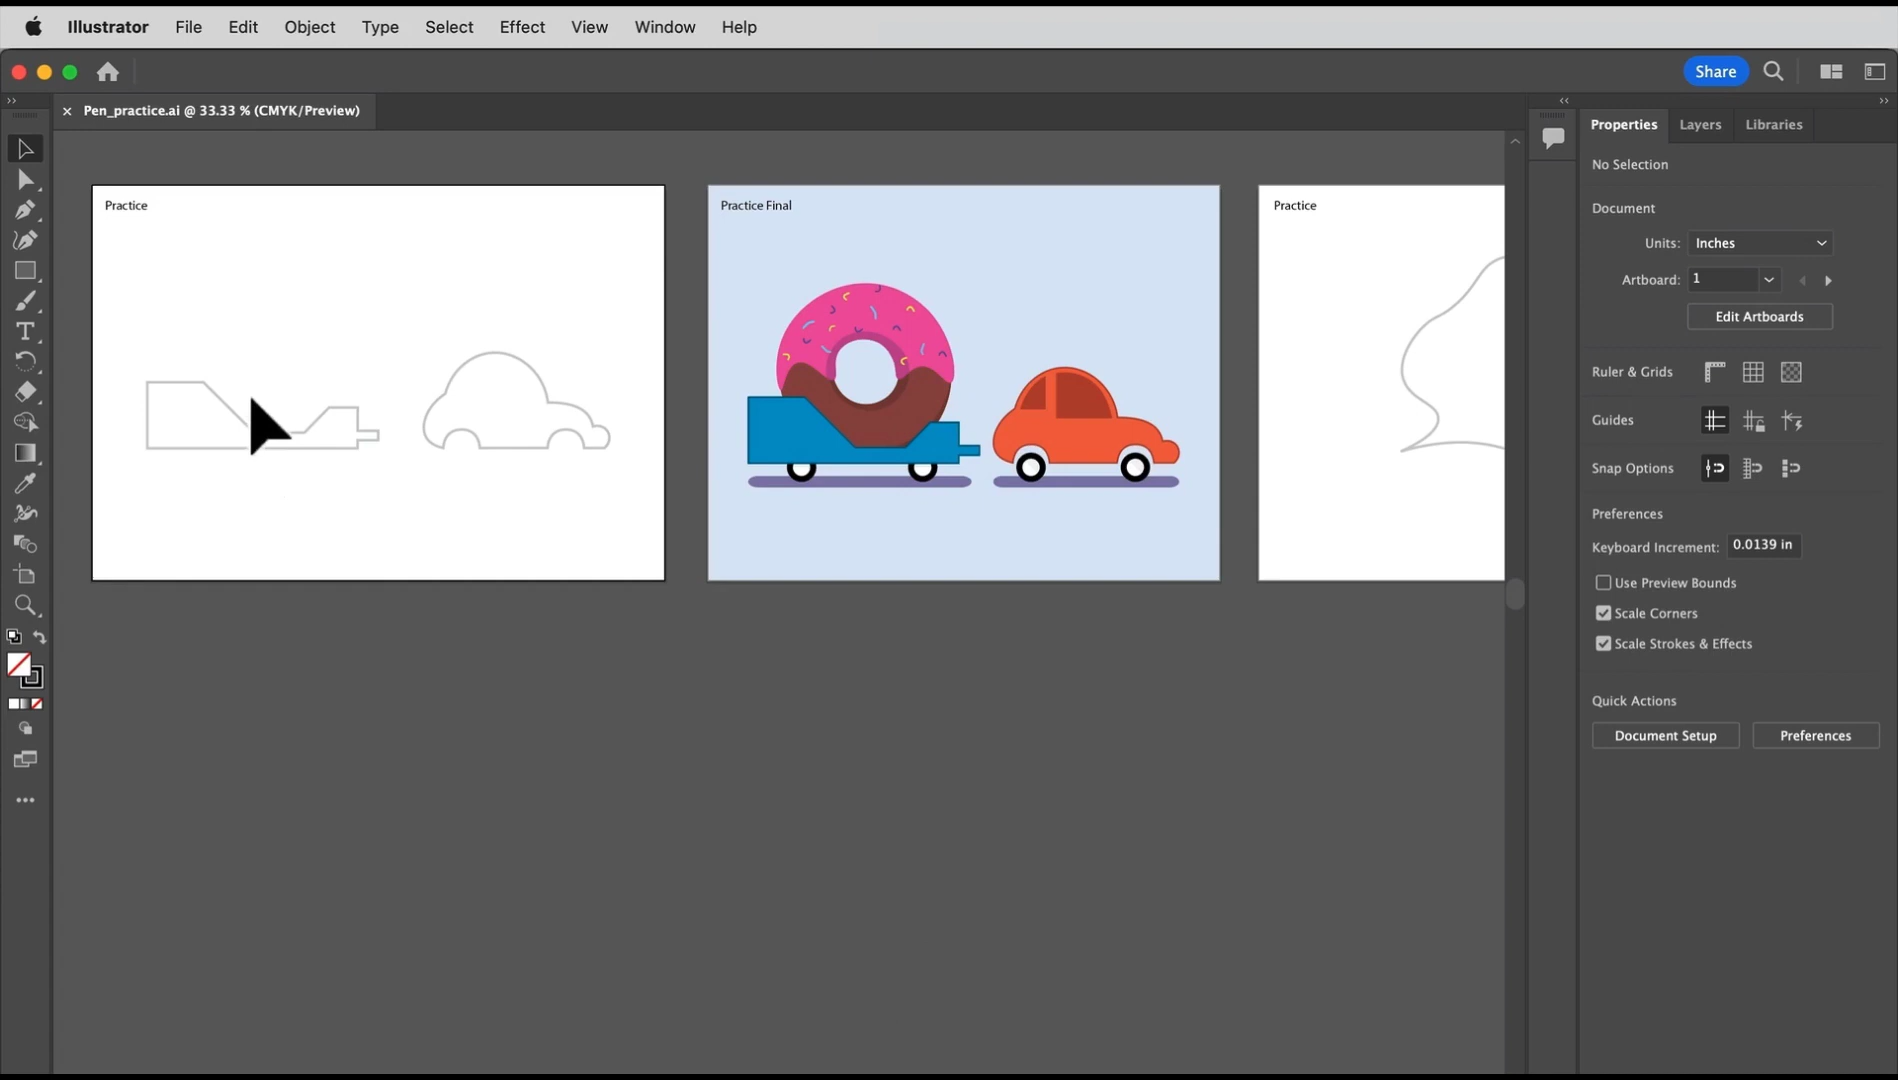 Illustrator File Edit Object Type Select Effect View Window Help
Share
Pen_practice.ai @ 33.33 % (CMYK/Preview)
Properties Layers Libraries
No Selection
Document
Units: Inches
Artboard: 1
Edit Artboards
Ruler & Grids
Guides
Snap Options
Preferences
Keyboard Increment: 0.0139 in
Use Preview Bounds
Scale Corners
Scale Strokes & Effects
Quick Actions
Document Setup Preferences
Practice
Practice Final
Practice